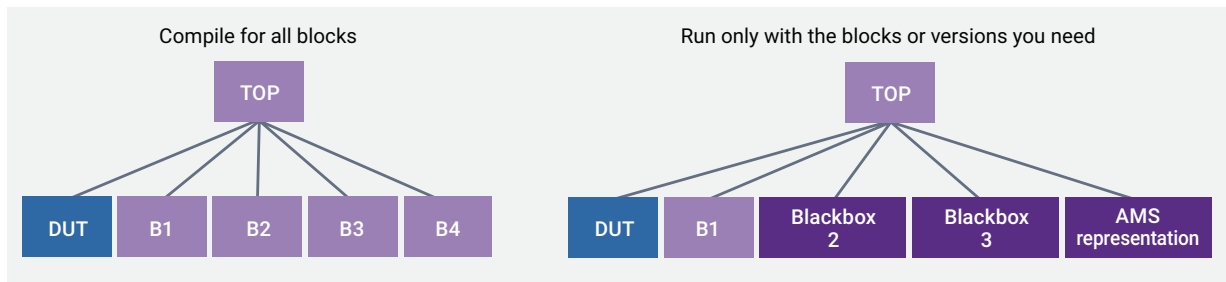 Compile for all blocks
TOP
DUT
B1
B2
B3
B4
Run only with the blocks or versions you need
TOP
DUT
B1
Blackbox
2
Blackbox
3
AMS
representation